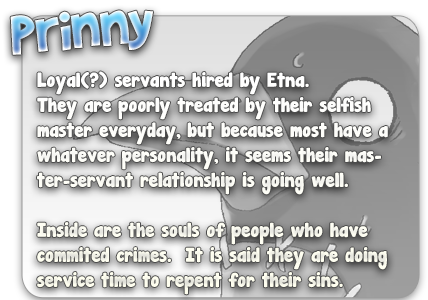 Prinny
Loyal(?) servants hired by Etna.
They are poorly treated by their selfish
master everyday, but because most have a
whatever personality, it seems their mas-
ter-servant relationship is going well.
Inside are the souls of people who have
commited crimes. It is said they are doing
service time to repent for their sins.